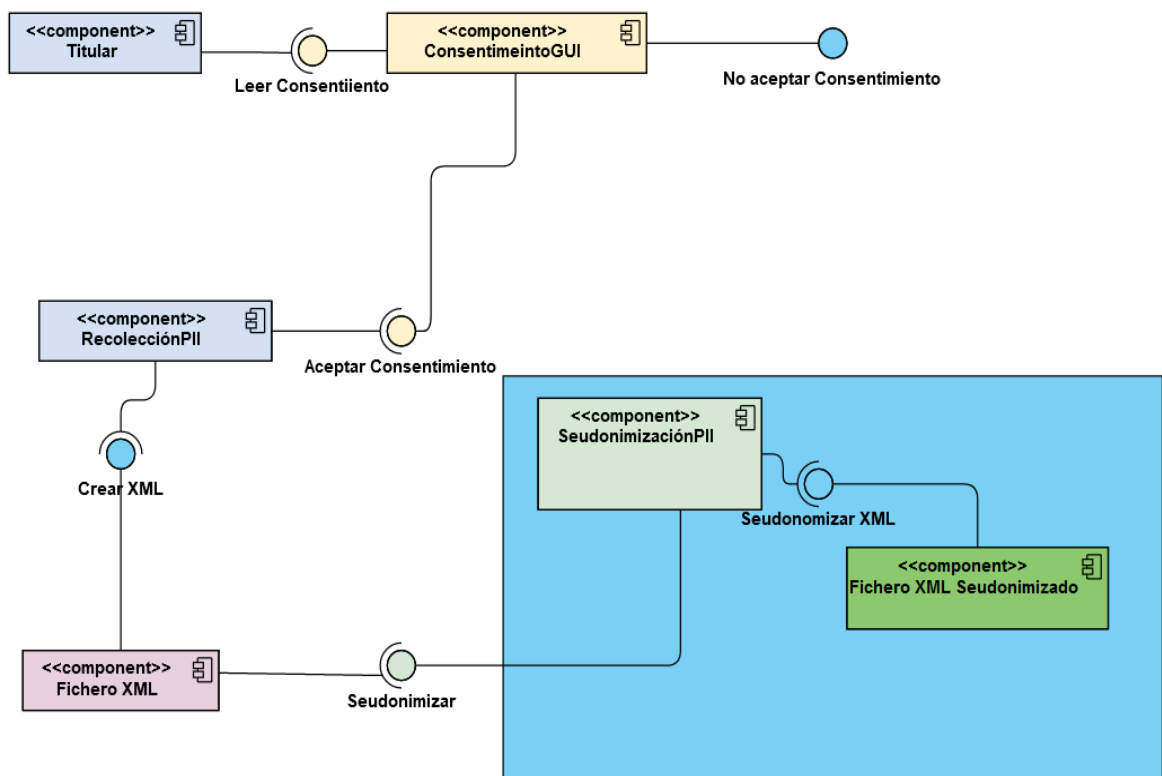 <<component>>
Titular
Leer Consentiiento
<<component>>
ConsentimeintoGUI
No aceptar Consentimiento
<<component>>
RecolecciónPII
Aceptar Consentimiento
Crear XML
<<component>>
SeudonimizaciónPII
Seudonomizar XML
<<component>>
Fichero XML Seudonimizado
<<component>>
Fichero XML
Seudonimizar